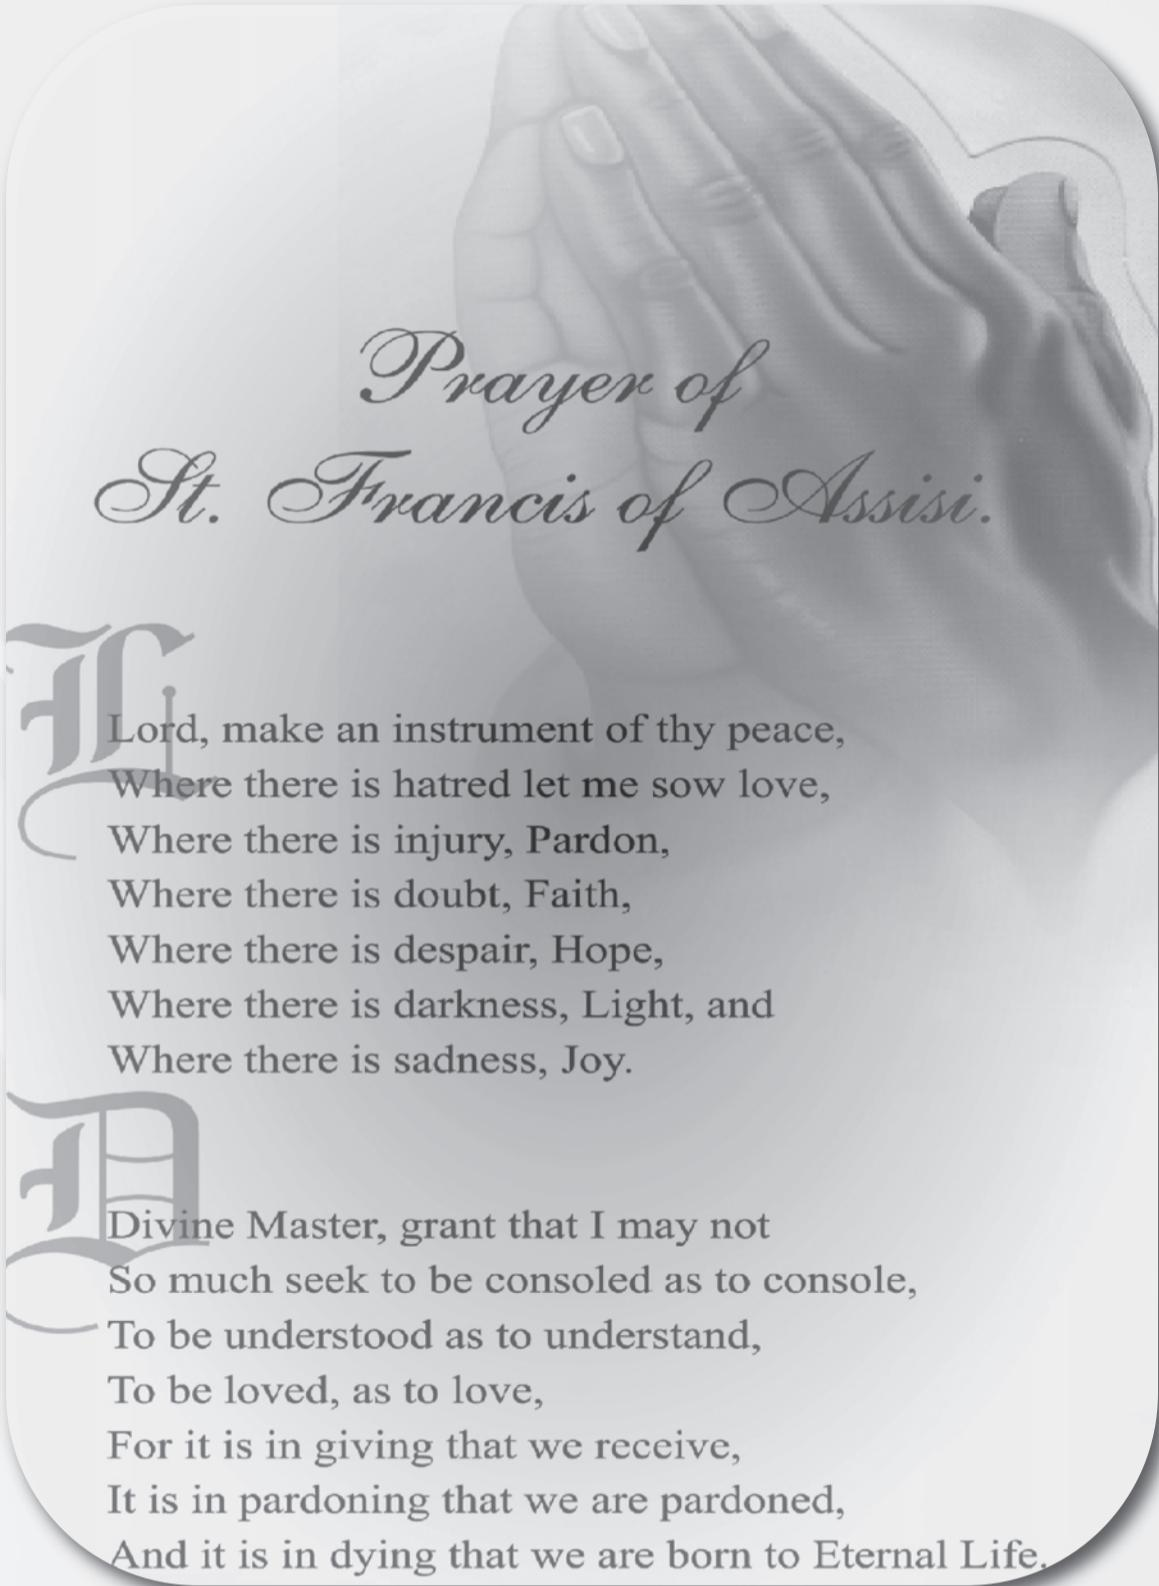 Prayer of
St. Francis of Assisi.
Lord, make an instrument of thy peace,
Where there is hatred let me sow love,
Where there is injury, Pardon,
Where there is doubt, Faith,
Where there is despair, Hope,
Where there is darkness, Light, and
Where there is sadness, Joy.
Divine Master, grant that I may not
So much seek to be consoled as to console,
To be understood as to understand,
To be loved, as to love,
For it is in giving that we receive,
It is in pardoning that we are pardoned,
And it is in dying that we are born to Eternal Life.